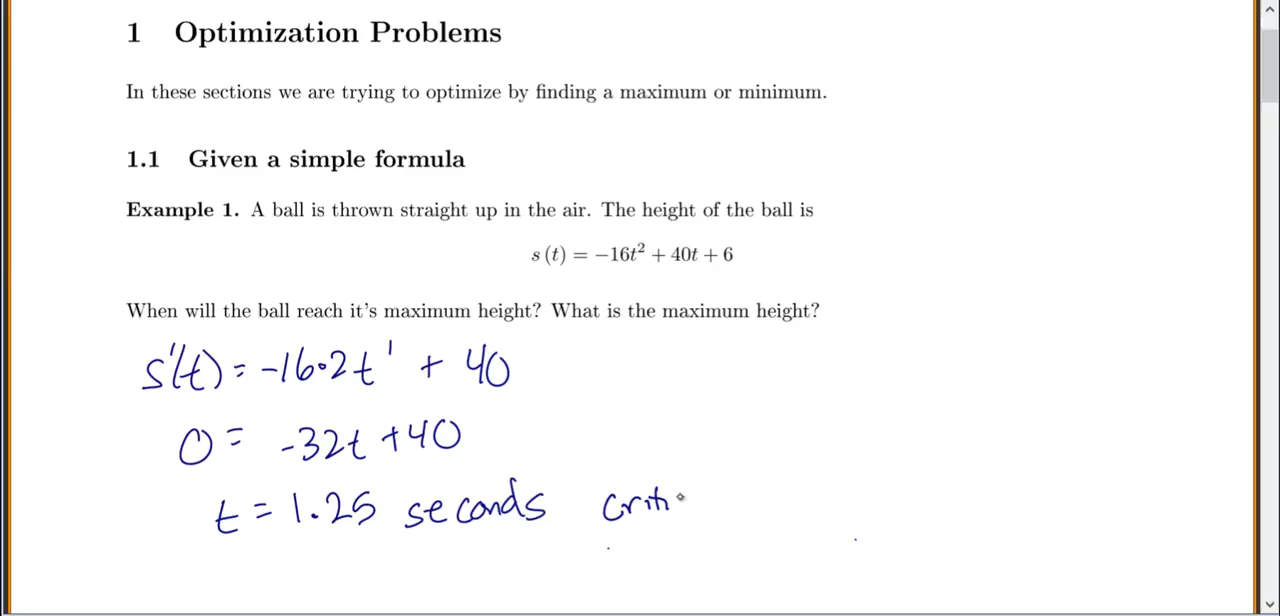 1 Optimization Problems
In these sections we are trying to optimize by finding a maximum or minimum.
1.1 Given a simple formula
Example 1. A ball is thrown straight up in the air. The height of the ball is
s (t) = −16t² + 40t + 6
When will the ball reach it's maximum height? What is the maximum height?
s'(t) = -16·2t¹ + 40
0 = -32t + 40
t = 1.25 seconds criti